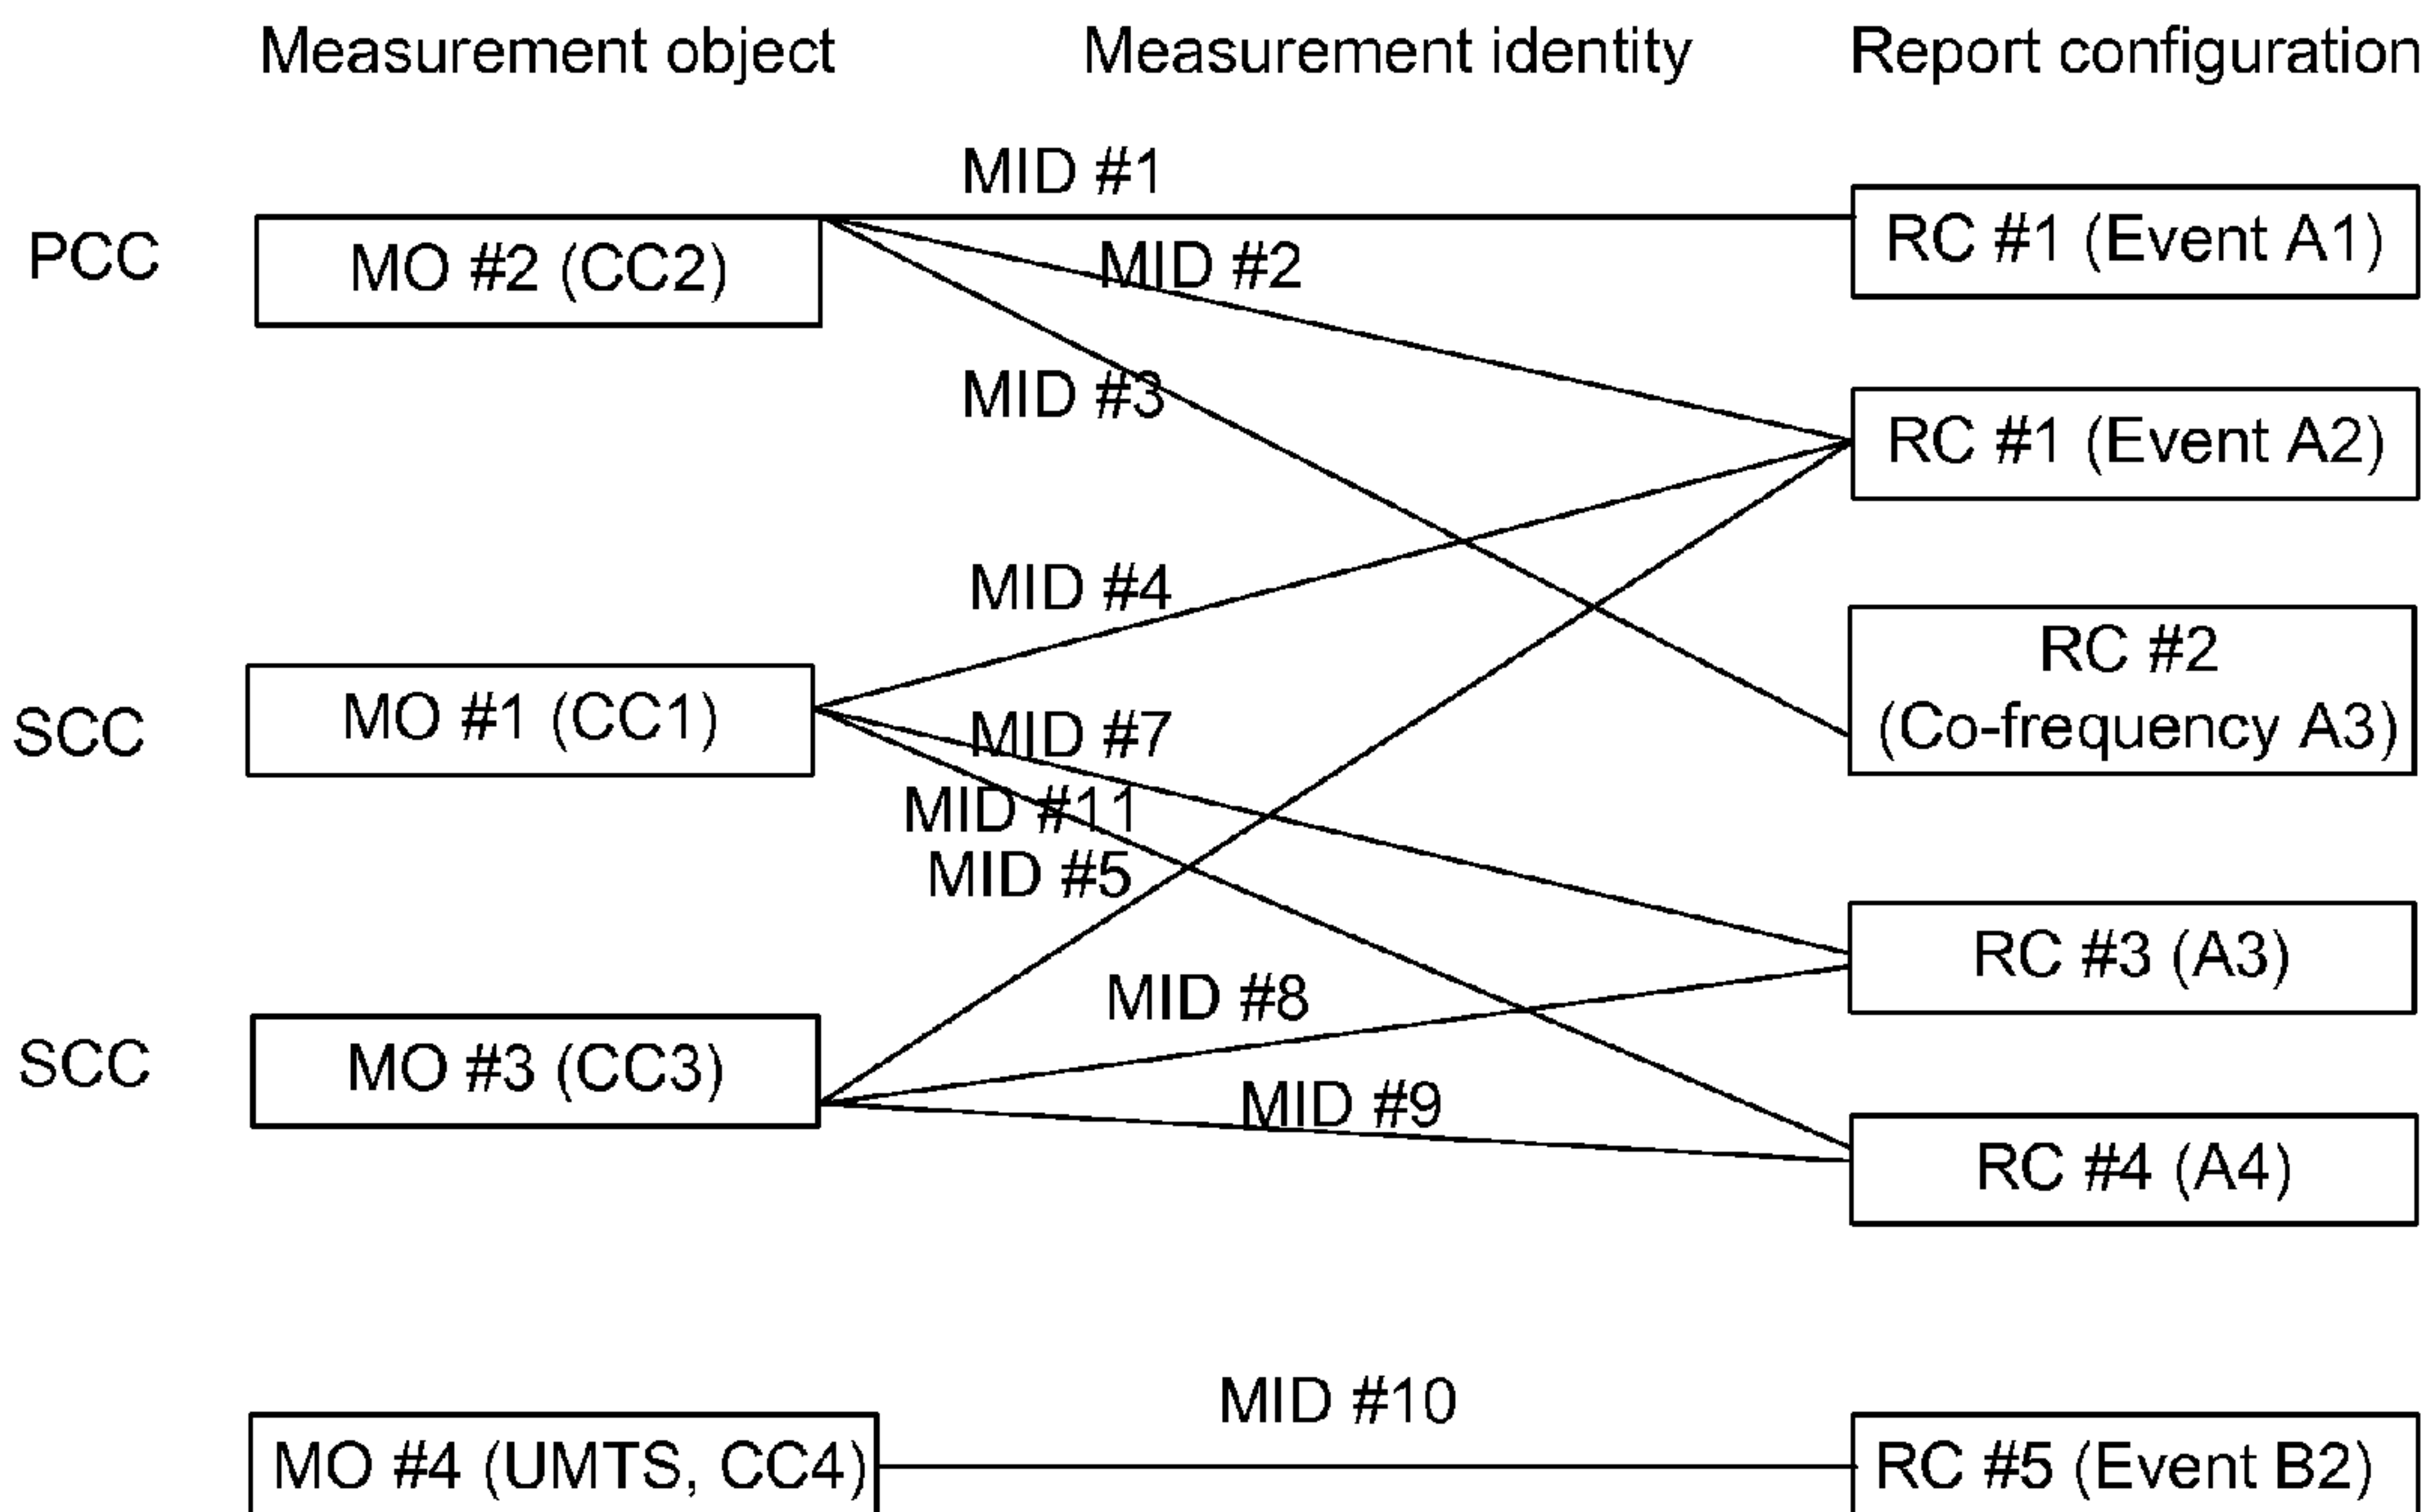 Measurement object Measurement identity Report configuration
MID #1
PCC MO #2 (CC2) RC #1 (Event A1)
MID #2
MID #3
RC #1 (Event A2)
MID #4
RC #2
(Co-frequency A3)
SCC MO #1 (CC1)
MID #7
MID #11
MID #5
RC #3 (A3)
MID #8
SCC MO #3 (CC3)
MID #9
RC #4 (A4)
MID #10
MO #4 (UMTS, CC4) RC #5 (Event B2)